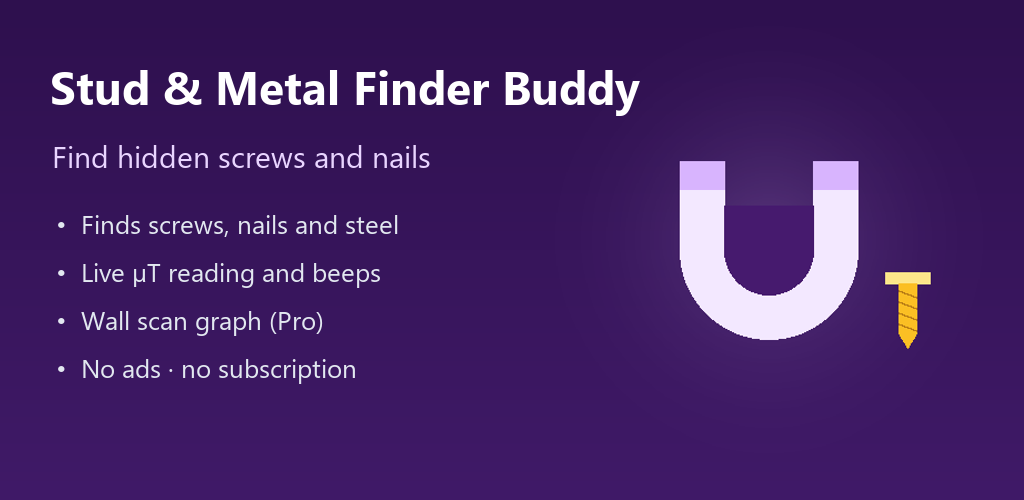 Stud & Metal Finder Buddy
Find hidden screws and nails
• Finds screws, nails and steel
• Live µT reading and beeps
• Wall scan graph (Pro)
• No ads · no subscription